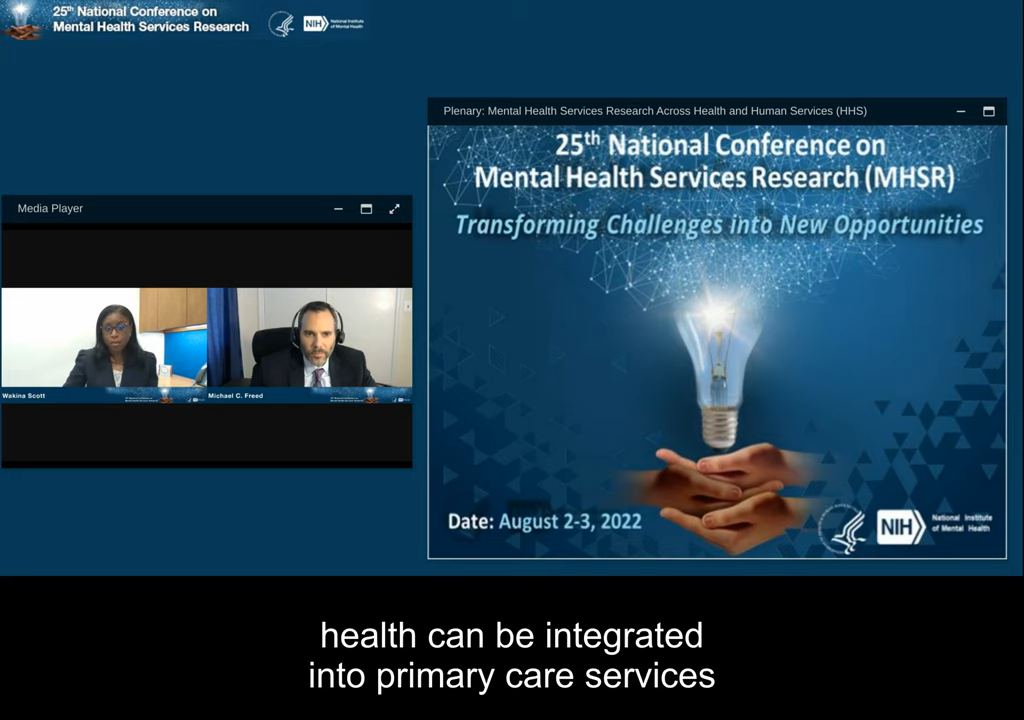 25th National Conference on
Mental Health Services Research
NIH
National Institute
of Mental Health
Plenary: Mental Health Services Research Across Health and Human Services (HHS)
25th National Conference on
Mental Health Services Research (MHSR)
Transforming Challenges into New Opportunities
Media Player
Wakina Scott
Michael C. Freed
Date: August 2-3, 2022
NIH
National Institute
of Mental Health
health can be integrated
into primary care services